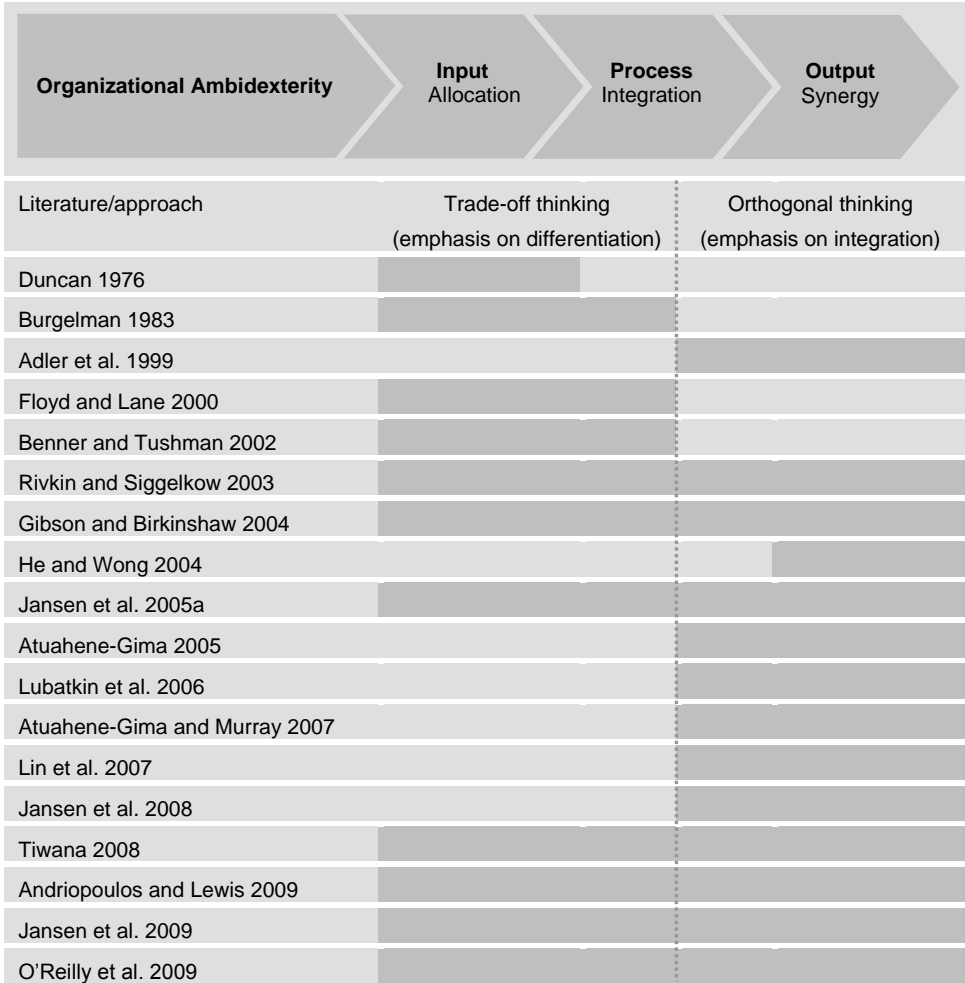 Organizational Ambidexterity
Input
Allocation
Process
Integration
Output
Synergy
Literature/approach
Trade-off thinking
(emphasis on differentiation)
Orthogonal thinking
(emphasis on integration)
Duncan 1976
Burgelman 1983
Adler et al. 1999
Floyd and Lane 2000
Benner and Tushman 2002
Rivkin and Siggelkow 2003
Gibson and Birkinshaw 2004
He and Wong 2004
Jansen et al. 2005a
Atuahene-Gima 2005
Lubatkin et al. 2006
Atuahene-Gima and Murray 2007
Lin et al. 2007
Jansen et al. 2008
Tiwana 2008
Andriopoulos and Lewis 2009
Jansen et al. 2009
O’Reilly et al. 2009